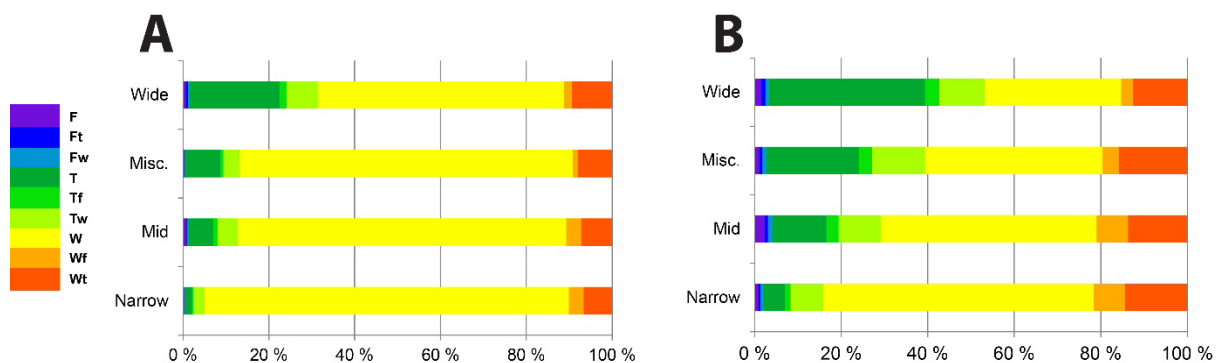 A
B
F
Ft
Fw
T
Tf
Tw
W
Wf
Wt
Wide
Misc.
Mid
Narrow
0 % 20 % 40 % 60 % 80 % 100 %
Wide
Misc.
Mid
Narrow
0 % 20 % 40 % 60 % 80 % 100 %